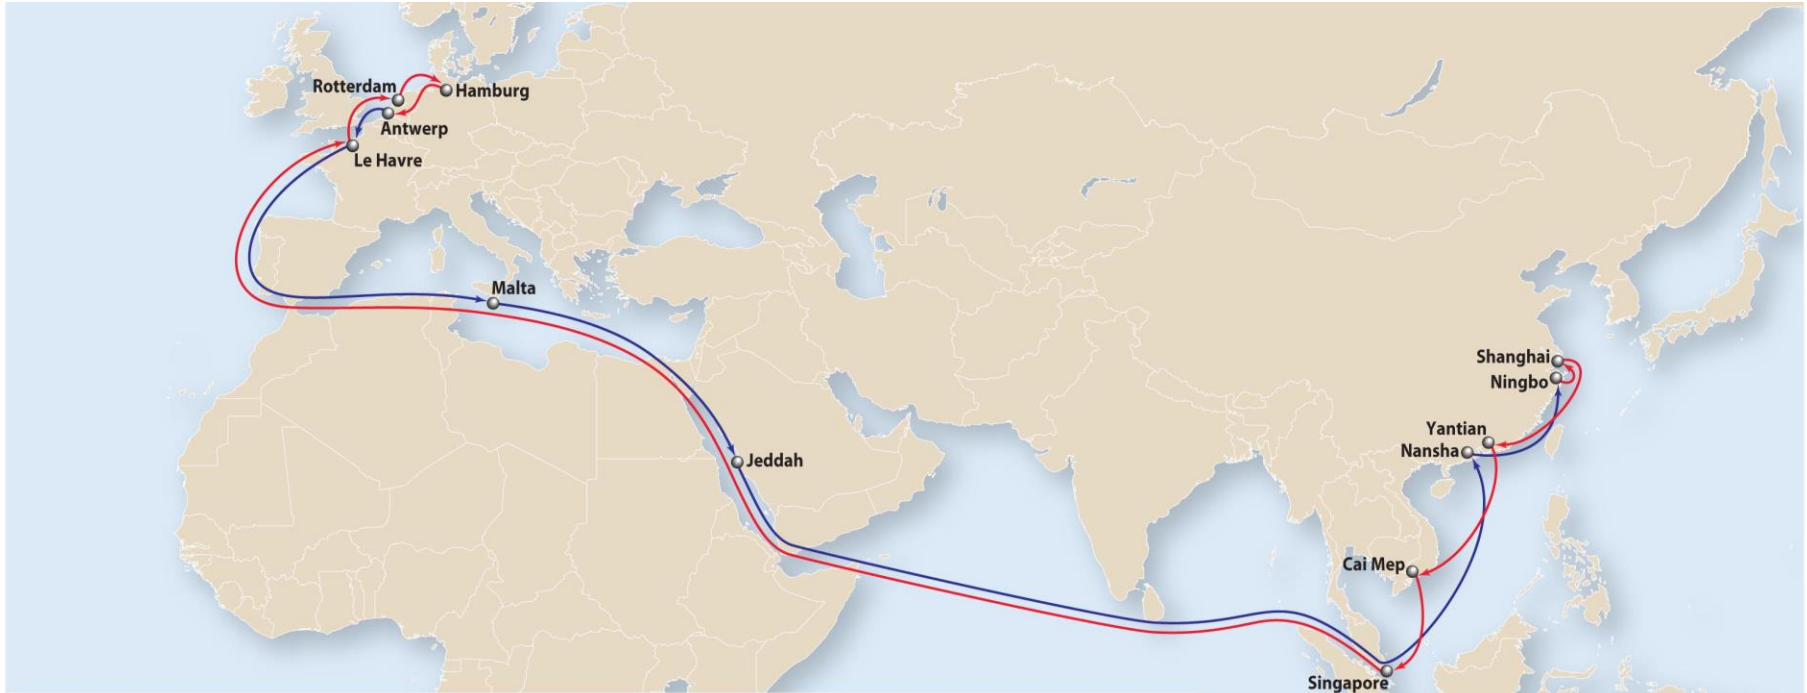 Rotterdam
Hamburg
Antwerp
Le Havre
Malta
Shanghai
Ningbo
Yantian
Nansha
Jeddah
Cai Mep
Singapore